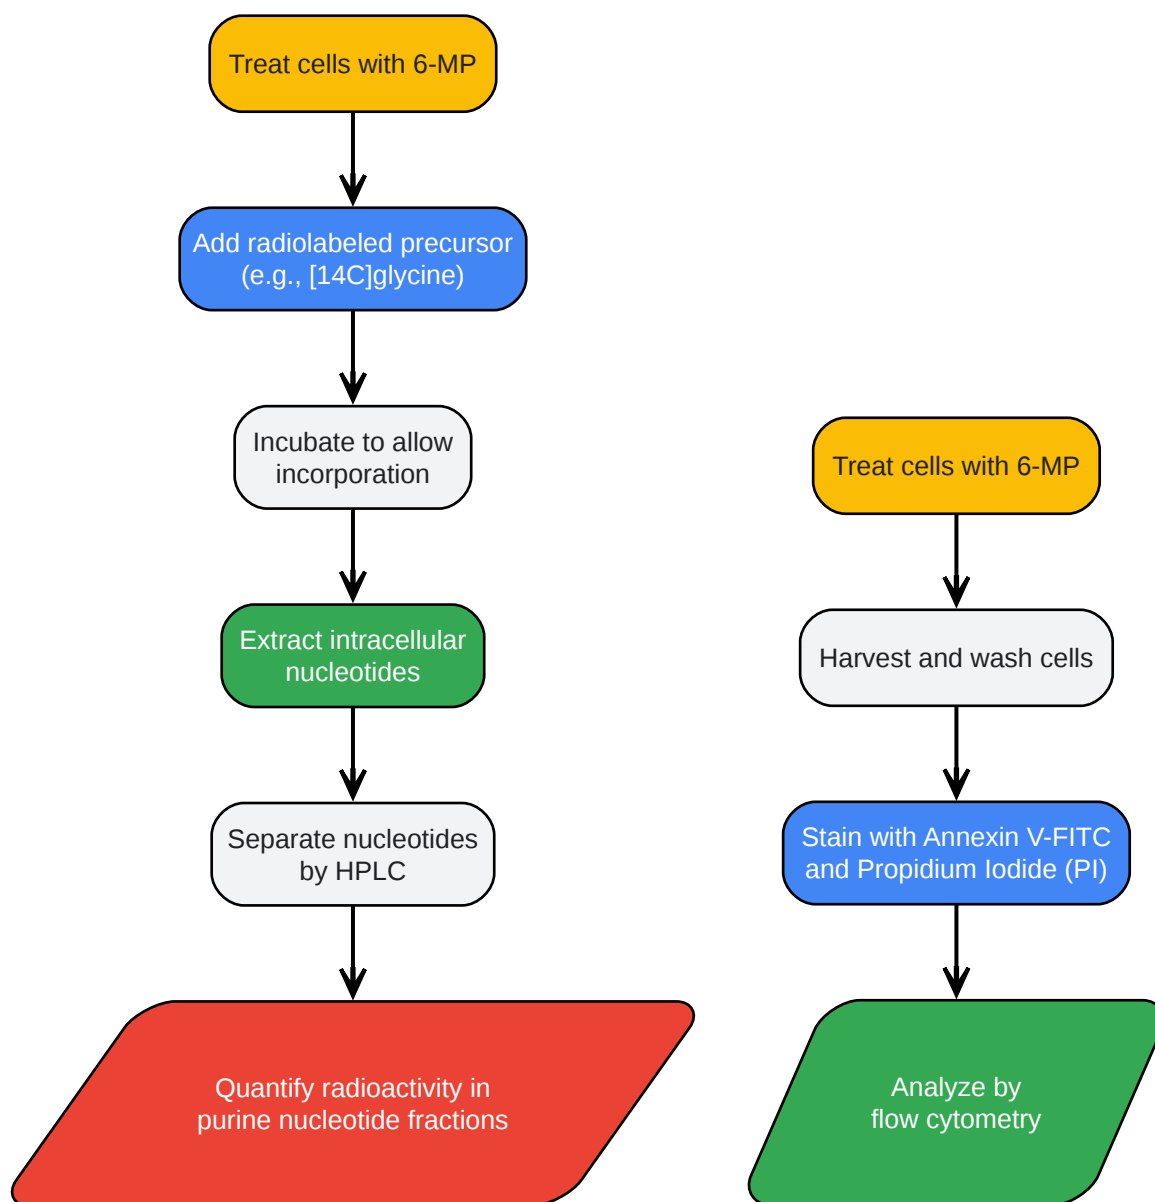 Treat cells with 6-MP
Add radiolabeled precursor
(e.g., [14C]glycine)
Incubate to allow
incorporation
Extract intracellular
nucleotides
Separate nucleotides
by HPLC
Quantify radioactivity in
purine nucleotide fractions
Treat cells with 6-MP
Harvest and wash cells
Stain with Annexin V-FITC
and Propidium Iodide (PI)
Analyze by
flow cytometry